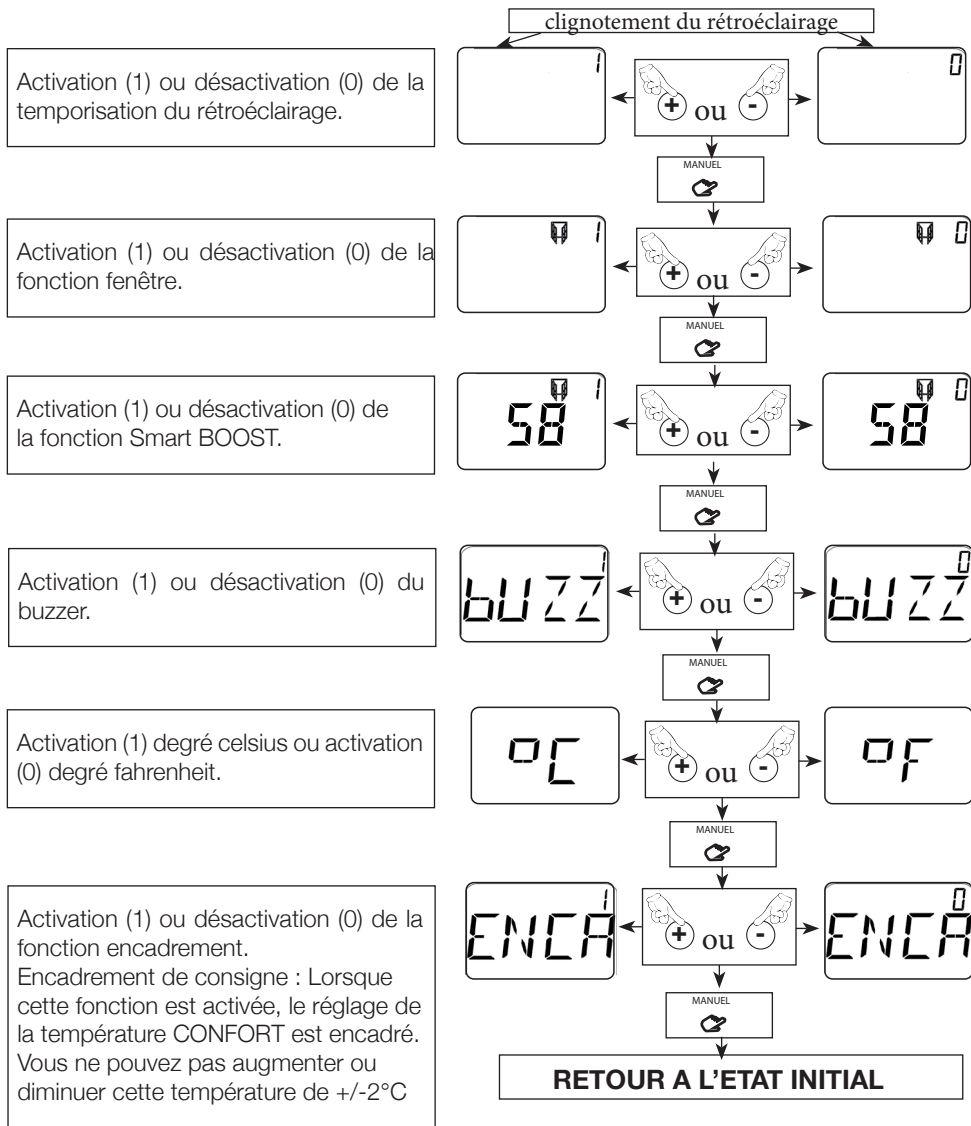 clignotement du rétroéclairage
Activation (1) ou désactivation (0) de la
temporisation du rétroéclairage.
1
+ ou -
0
MANUEL
Activation (1) ou désactivation (0) de la
fonction fenêtre.
1
+ ou -
0
MANUEL
Activation (1) ou désactivation (0) de
la fonction Smart BOOST.
1
58
+ ou -
0
58
MANUEL
Activation (1) ou désactivation (0) du
buzzer.
1
bUZZ
+ ou -
0
bUZZ
MANUEL
Activation (1) degré celsius ou activation
(0) degré fahrenheit.
°C
+ ou -
°F
MANUEL
Activation (1) ou désactivation (0) de la
fonction encadrement.
Encadrement de consigne : Lorsque
cette fonction est activée, le réglage de
la température CONFORT est encadré.
Vous ne pouvez pas augmenter ou
diminuer cette température de +/-2°C
1
ENCA
+ ou -
0
ENCA
MANUEL
RETOUR A L'ETAT INITIAL